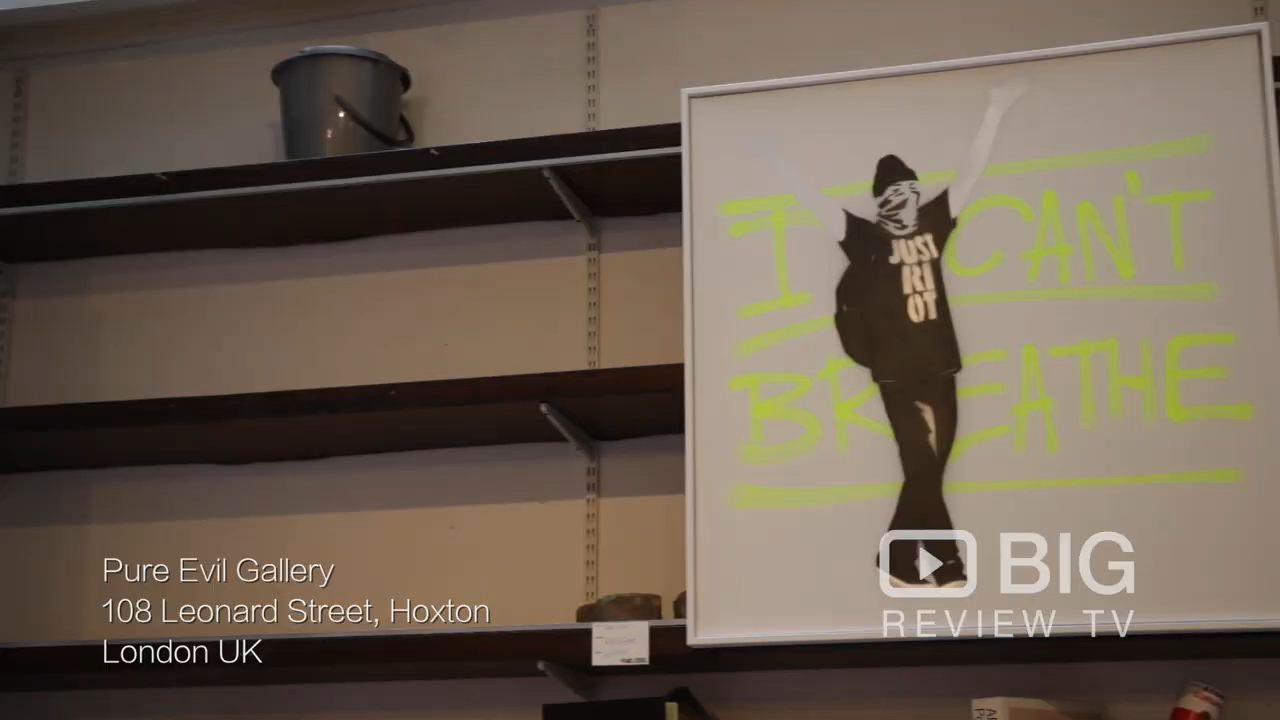 I CAN'T
BREATHE
JUST
RI
OT
Pure Evil Gallery
108 Leonard Street, Hoxton
London UK
BIG
REVIEW TV